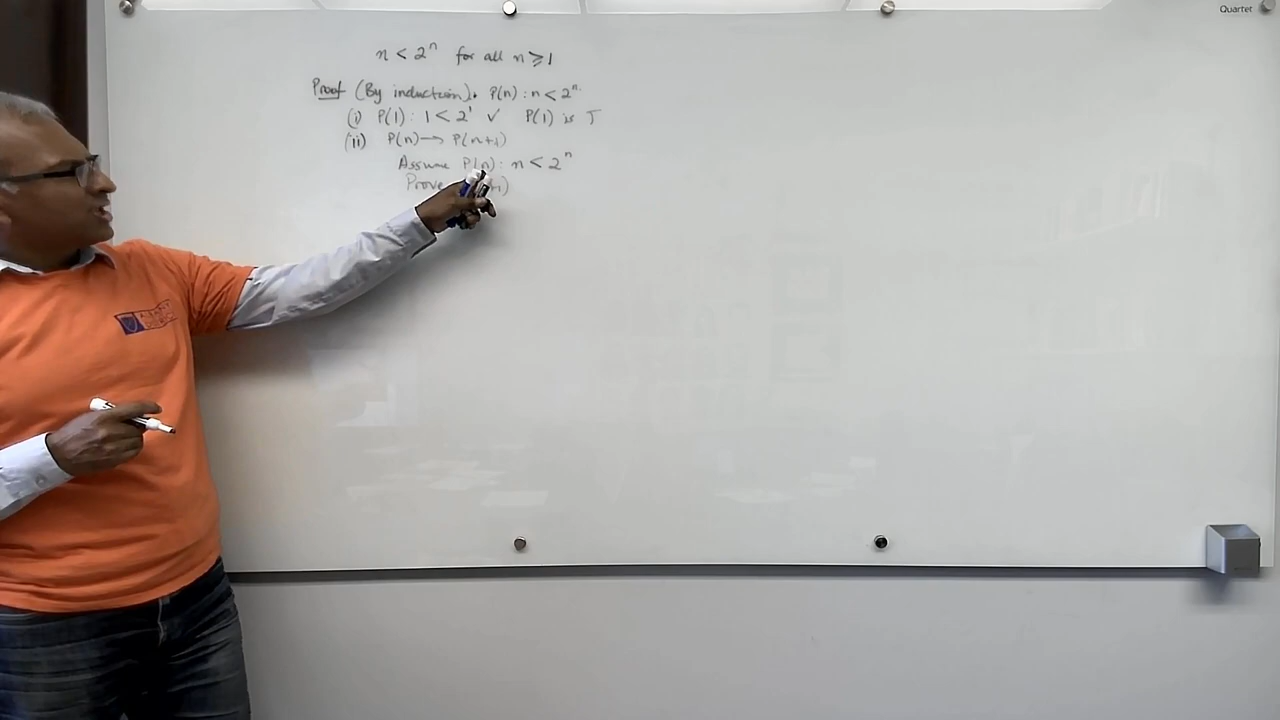 Quartet
n < 2ⁿ for all n ⩾ 1
Proof (By induction). P(n) : n < 2ⁿ.
(i) P(1) : 1 < 2¹ ✓ P(1) is T
(ii) P(n) → P(n+1)
Assume P(n) : n < 2ⁿ
Prove